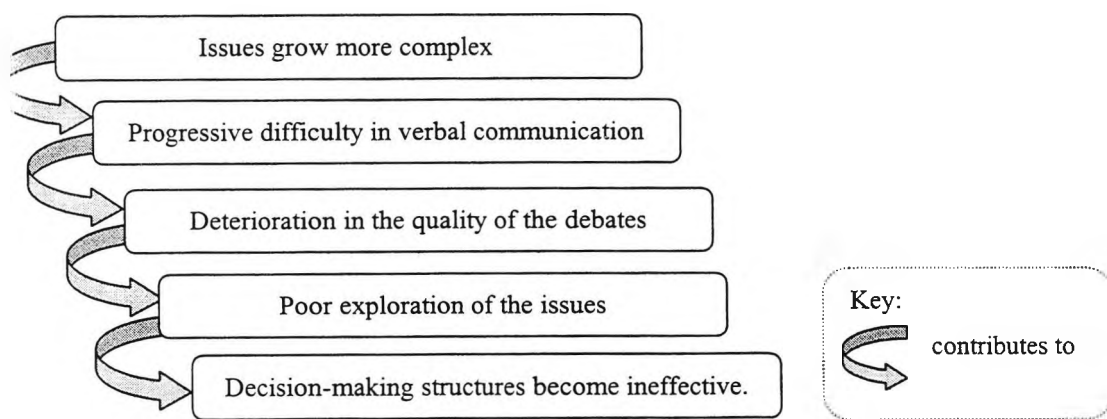 Issues grow more complex
Progressive difficulty in verbal communication
Deterioration in the quality of the debates
Poor exploration of the issues
Decision-making structures become ineffective.
Key:
contributes to